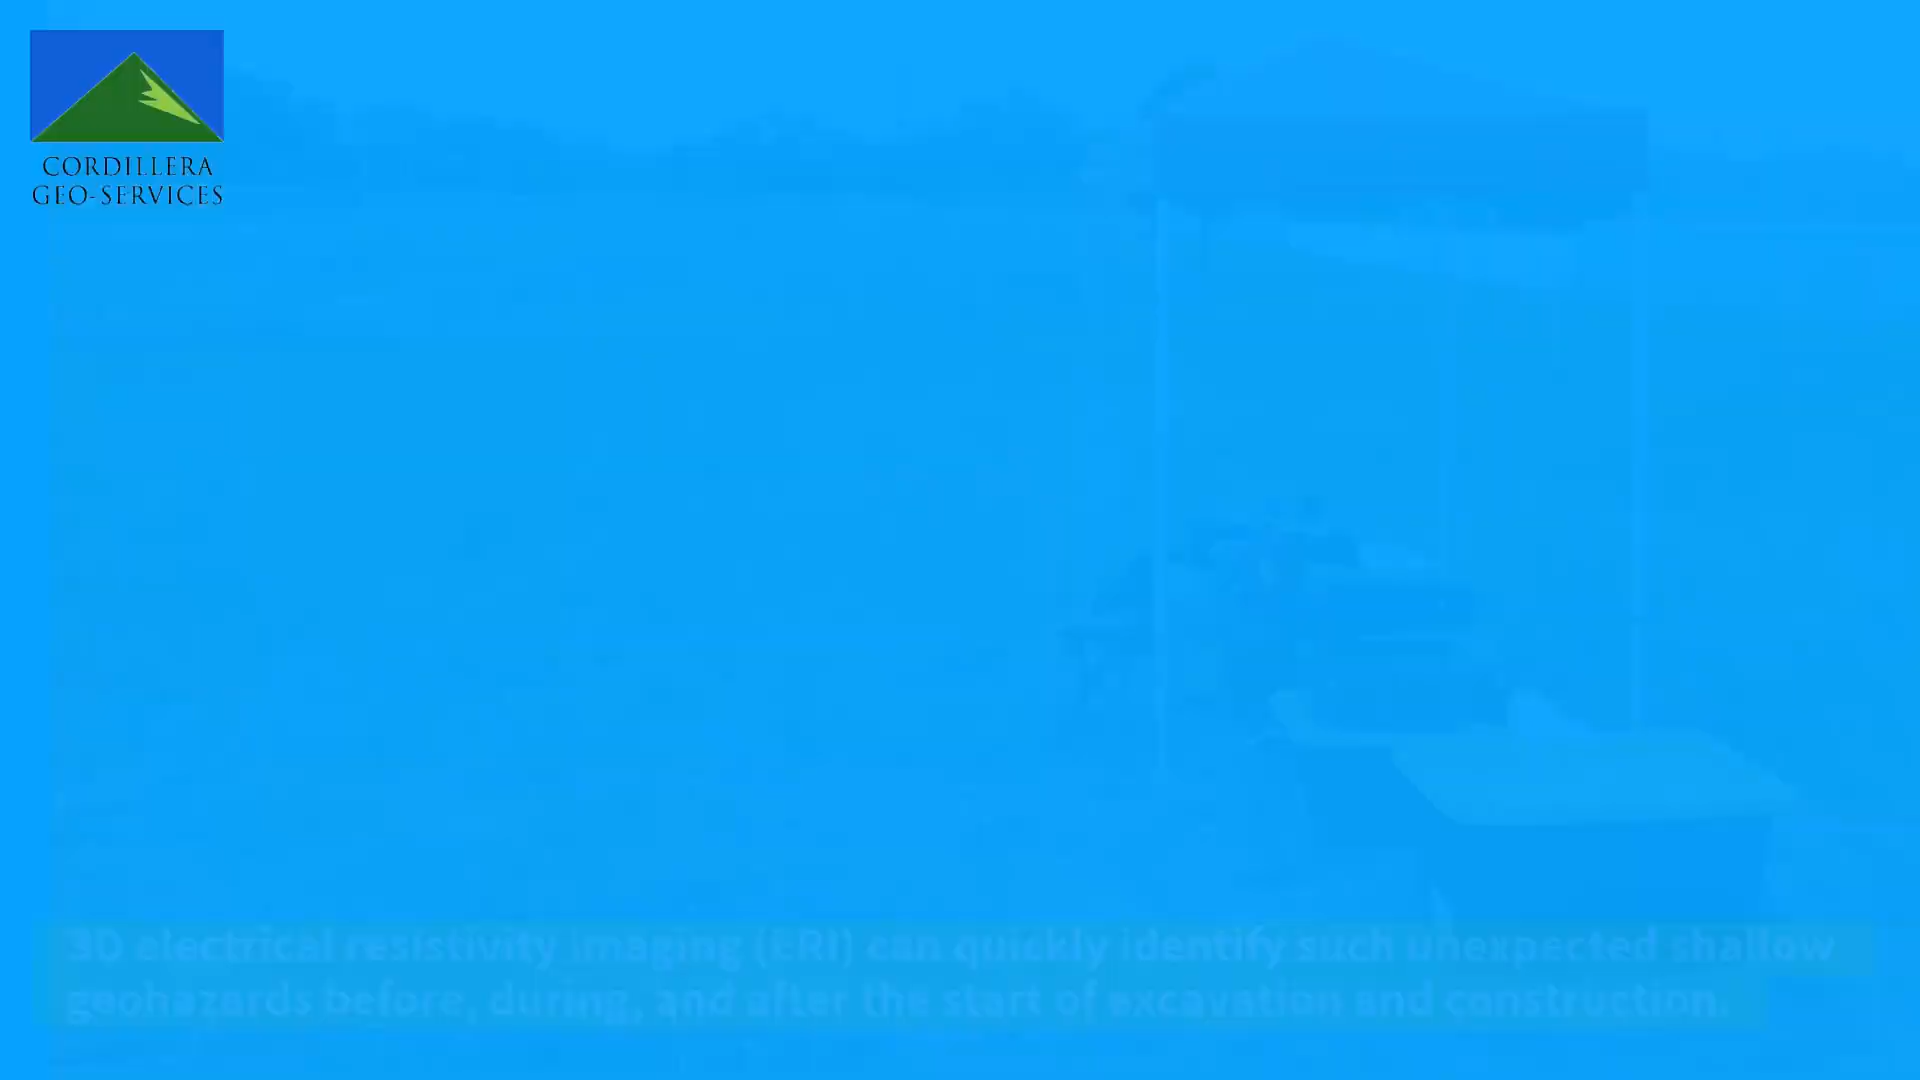 CORDILLERA
GEO-SERVICES
3D electrical resistivity imaging (ERI) can quickly identify such unexpected shallow
geohazards before, during, and after the start of excavation and construction.